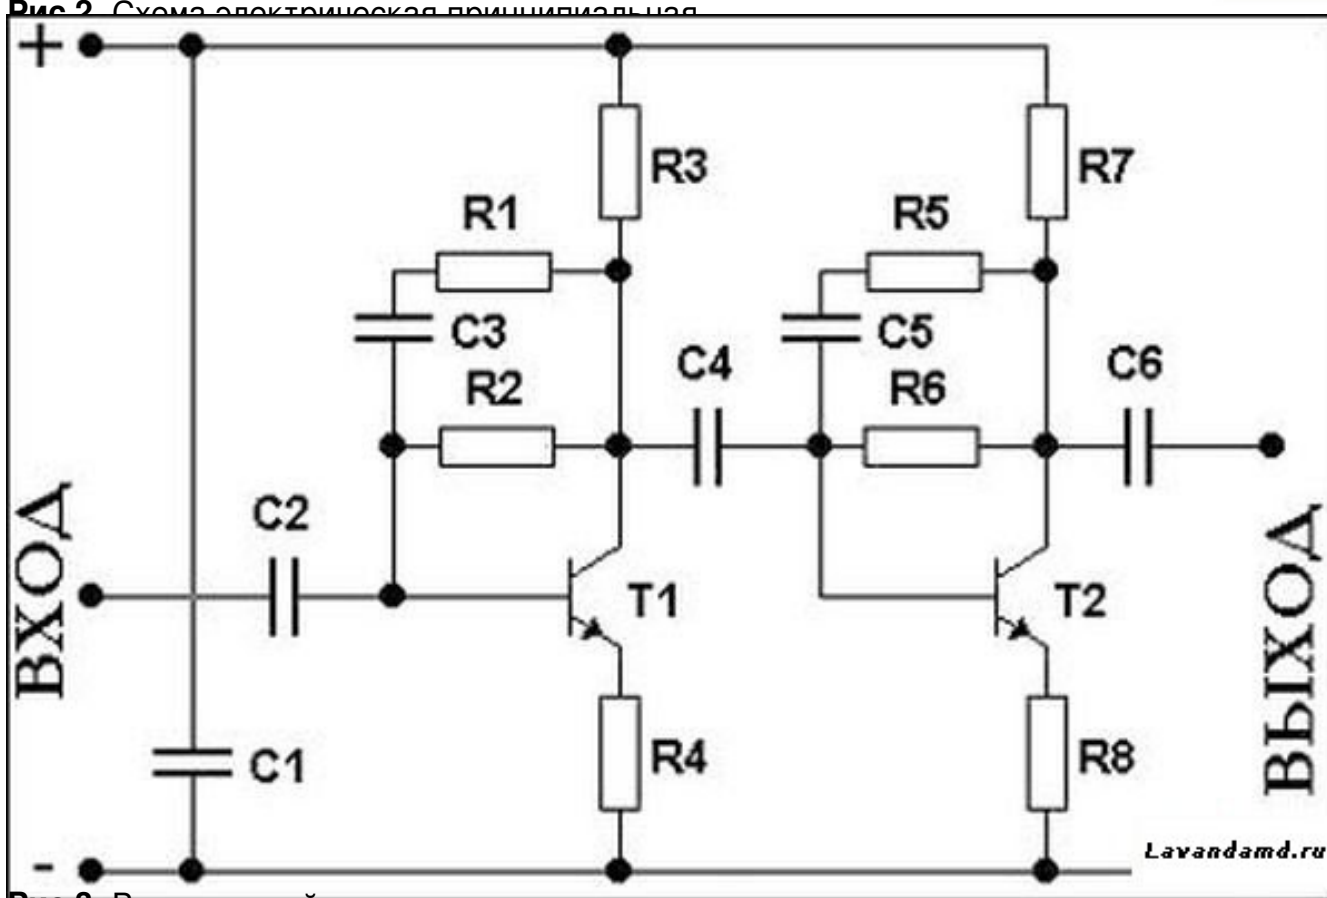 Рис.2. Схема электрическая принципиальная
+
R3
R7
R1
R5
C3
C5
C4
C6
R2
R6
C2
ВХОД
T1
T2
ВЫХОД
C1
R4
R8
-
Lavandamd.ru